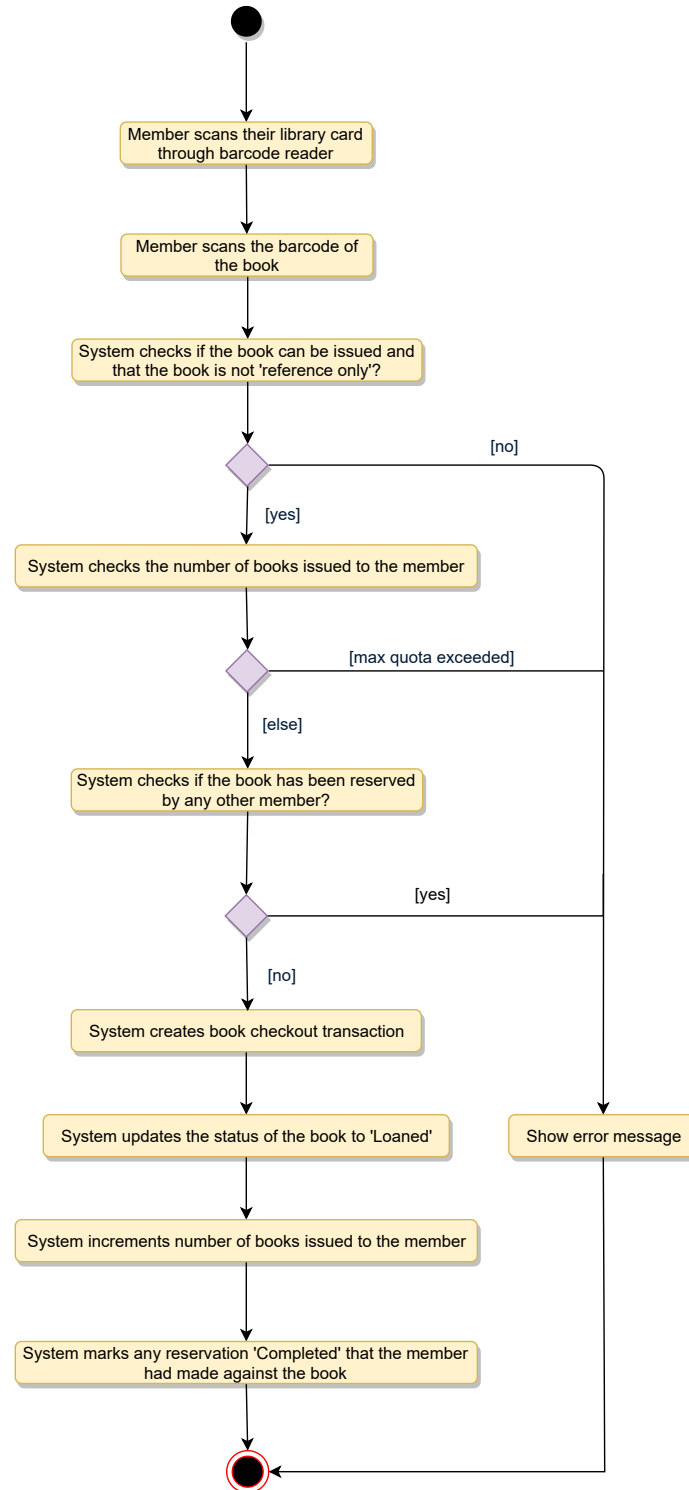 Member scans their library card
through barcode reader
Member scans the barcode of
the book
System checks if the book can be issued and
that the book is not 'reference only'?
[no]
[yes]
System checks the number of books issued to the member
[max quota exceeded]
[else]
System checks if the book has been reserved
by any other member?
[yes]
[no]
System creates book checkout transaction
System updates the status of the book to 'Loaned'
Show error message
System increments number of books issued to the member
System marks any reservation 'Completed' that the member
had made against the book